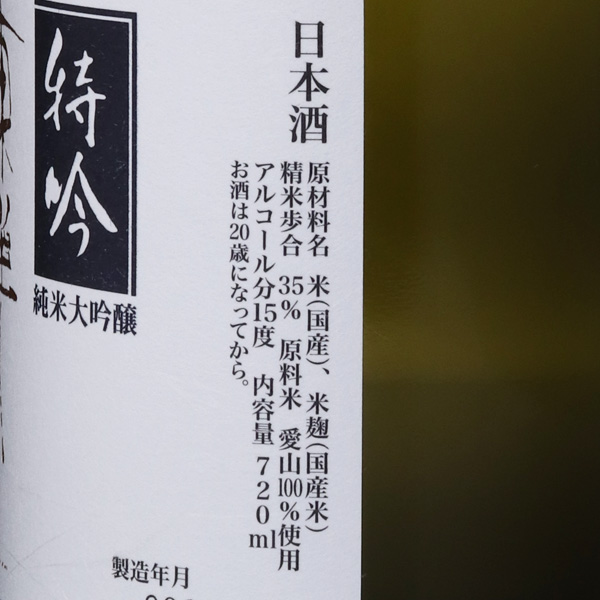 日本酒
原材料名 米(国産)、米麹(国産米)
精米歩合 35% 原料米 愛山100%使用
アルコール分15度 内容量 720ml
お酒は20歳になってから。
特吟
純米大吟醸
製造年月